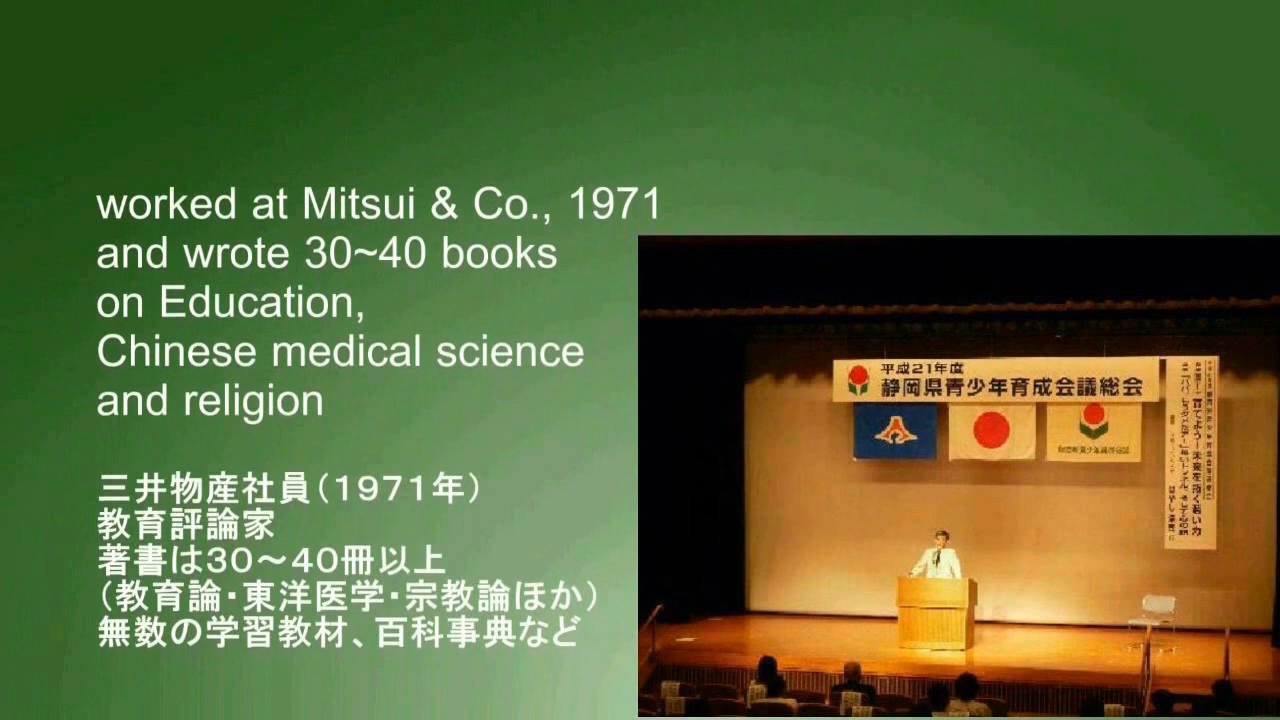 worked at Mitsui & Co., 1971
and wrote 30~40 books
on Education,
Chinese medical science
and religion
三井物産社員（１９７１年）
教育評論家
著書は３０～４０冊以上
（教育論・東洋医学・宗教論ほか）
無数の学習教材、百科事典など
平成21年度
静岡県青少年育成会議総会